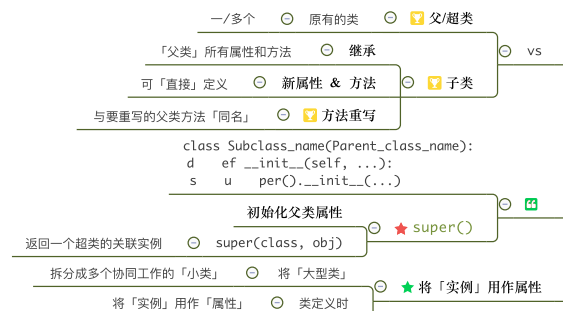 一/多个 原有的类 父/超类
「父类」所有属性和方法 继承 vs
可「直接」定义 新属性 & 方法 子类
与要重写的父类方法「同名」 方法重写
class Subclass_name(Parent_class_name):
d ef __init__(self, ...):
s u per().__init__(...)
初始化父类属性
super()
返回一个超类的关联实例 super(class, obj)
拆分成多个协同工作的「小类」 将「大型类」
将「实例」用作属性
将「实例」用作「属性」 类定义时